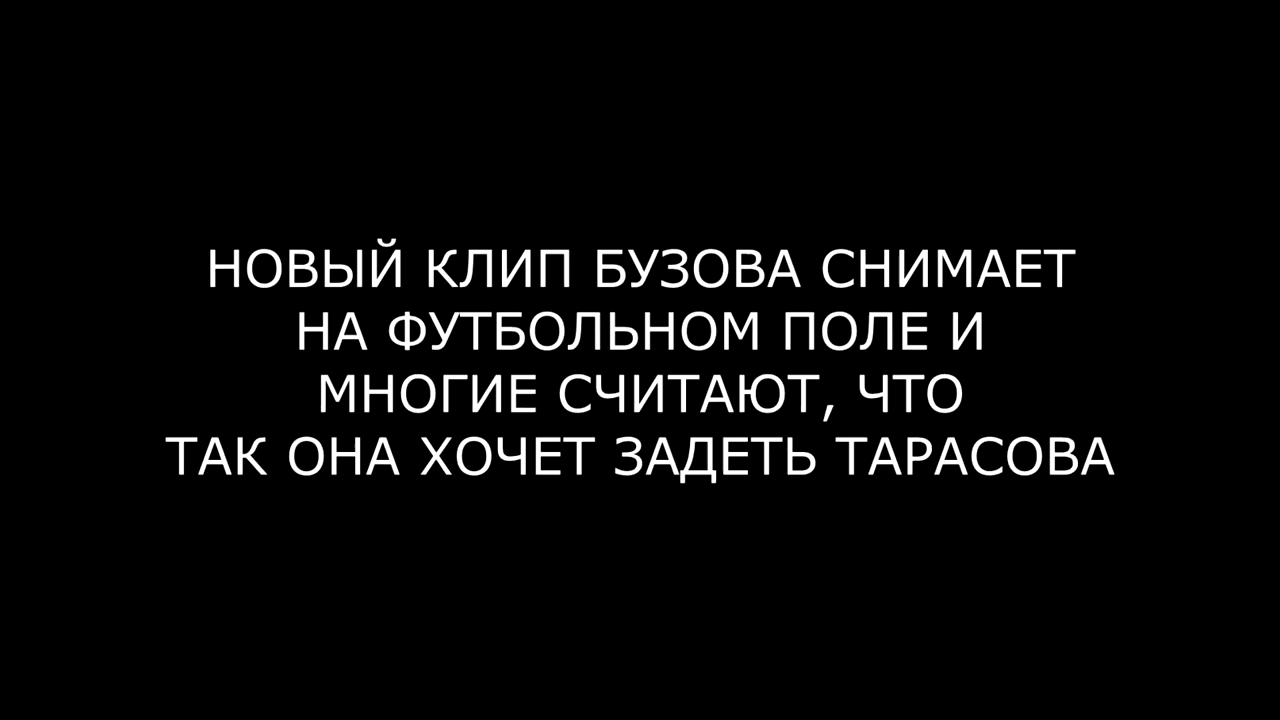 НОВЫЙ КЛИП БУЗОВА СНИМАЕТ
НА ФУТБОЛЬНОМ ПОЛЕ И
МНОГИЕ СЧИТАЮТ, ЧТО
ТАК ОНА ХОЧЕТ ЗАДЕТЬ ТАРАСОВА